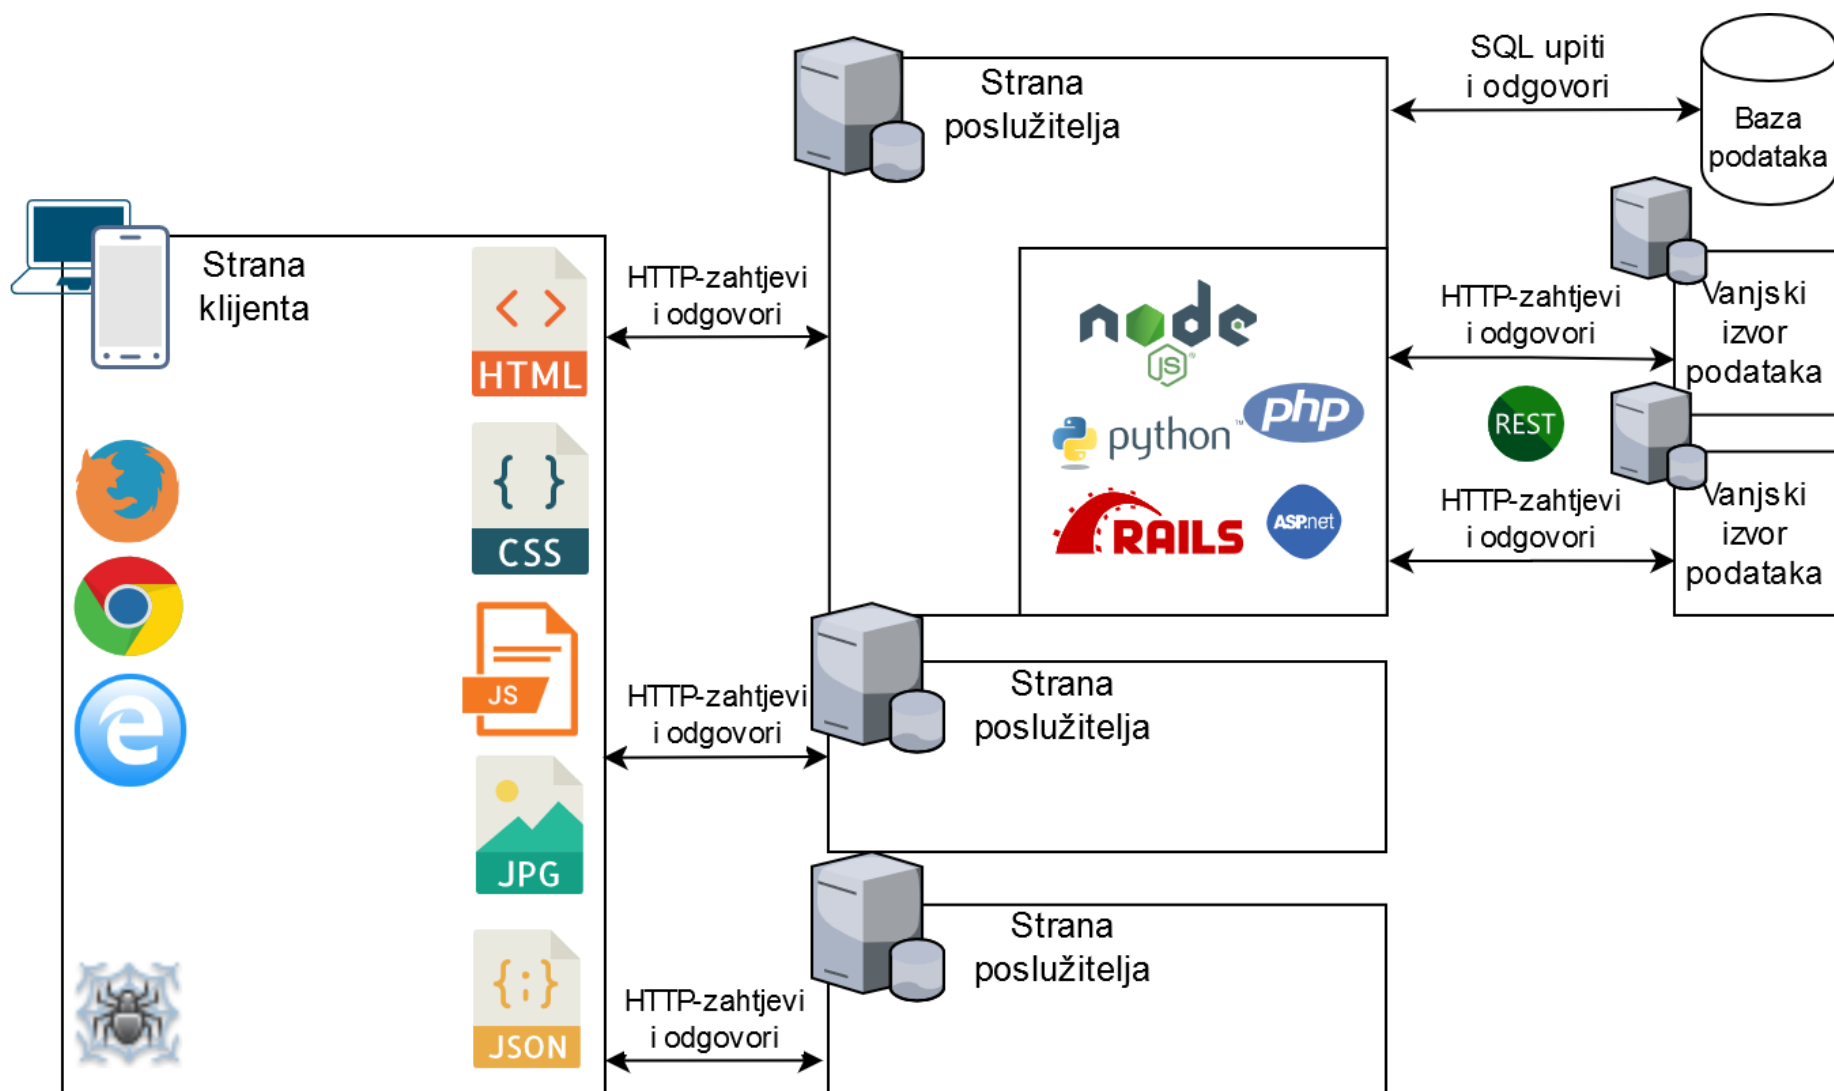 Strana
klijenta
HTML
CSS
JS
JPG
JSON
HTTP-zahtjevi
i odgovori
HTTP-zahtjevi
i odgovori
HTTP-zahtjevi
i odgovori
Strana
poslužitelja
node
JS
python™
php
RAILS
ASP.net
Strana
poslužitelja
Strana
poslužitelja
SQL upiti
i odgovori
Baza
podataka
HTTP-zahtjevi
i odgovori
REST
HTTP-zahtjevi
i odgovori
Vanjski
izvor
podataka
Vanjski
izvor
podataka